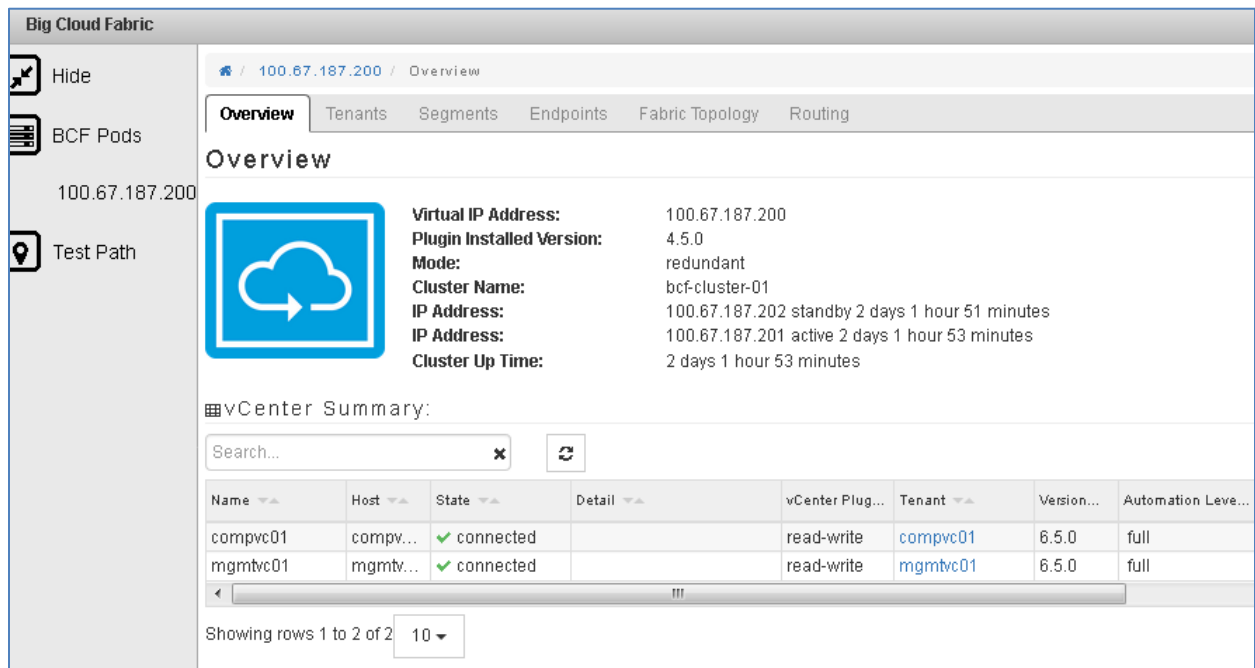 Big Cloud Fabric
Hide
BCF Pods
100.67.187.200
Test Path
/ 100.67.187.200 / Overview
Overview Tenants Segments Endpoints Fabric Topology Routing
Overview
Virtual IP Address: 100.67.187.200
Plugin Installed Version: 4.5.0
Mode: redundant
Cluster Name: bcf-cluster-01
IP Address: 100.67.187.202 standby 2 days 1 hour 51 minutes
IP Address: 100.67.187.201 active 2 days 1 hour 53 minutes
Cluster Up Time: 2 days 1 hour 53 minutes
vCenter Summary:
Search...
Name Host State Detail vCenter Plug... Tenant Version... Automation Leve...
compvc01 compv... connected read-write compvc01 6.5.0 full
mgmtvc01 mgmtv... connected read-write mgmtvc01 6.5.0 full
Showing rows 1 to 2 of 2 10